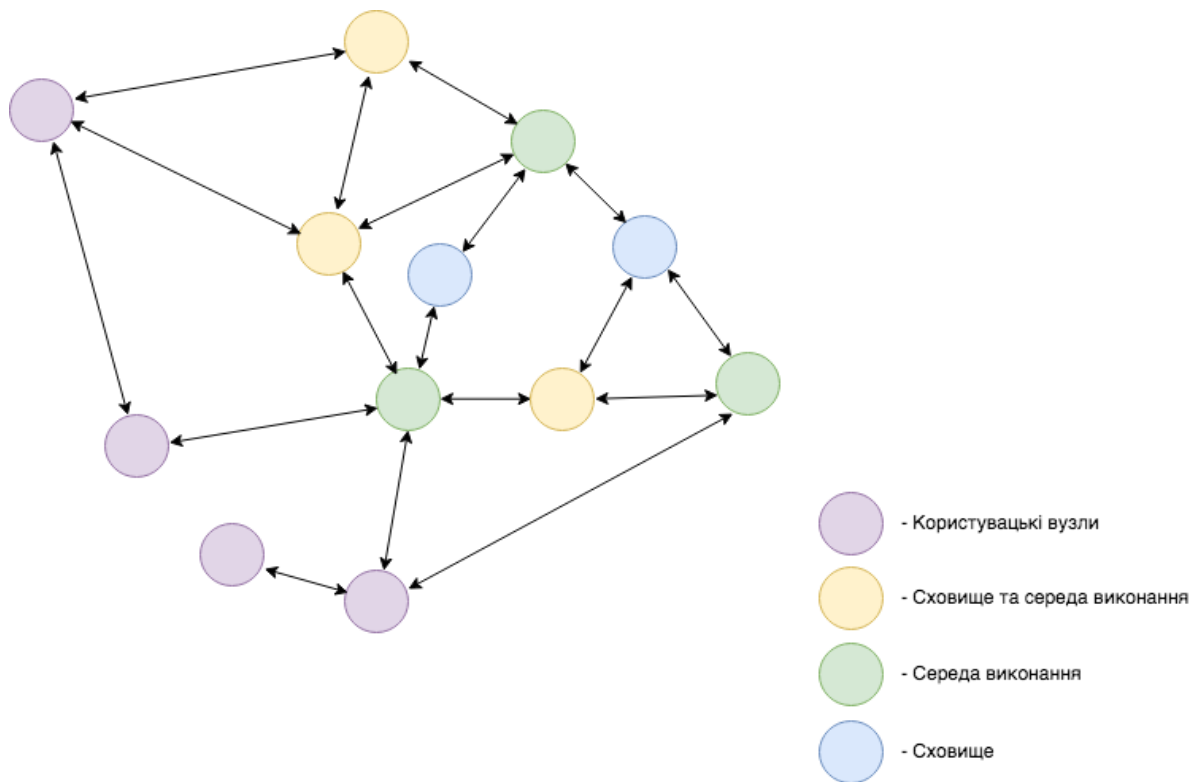 - Користувацькі вузли
- Сховище та середа виконання
- Середа виконання
- Сховище